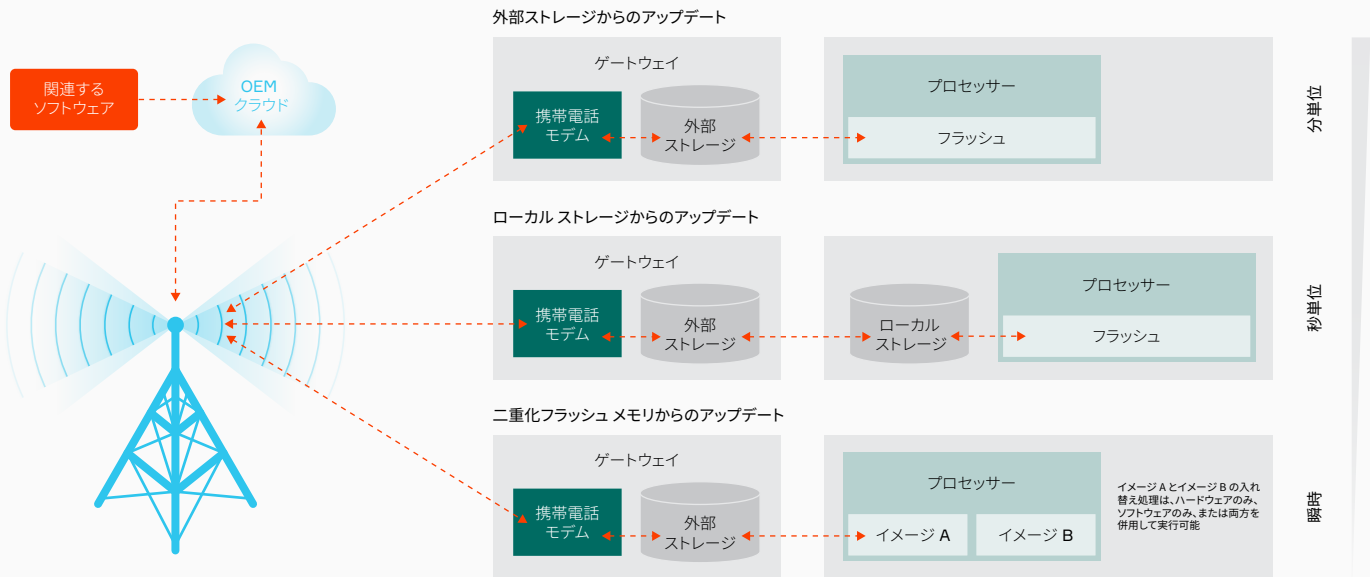 関連する
ソフトウェア
OEM
クラウド
外部ストレージからのアップデート
ゲートウェイ
携帯電話
モデム
外部
ストレージ
プロセッサー
フラッシュ
分単位
ローカル ストレージからのアップデート
ゲートウェイ
携帯電話
モデム
外部
ストレージ
ローカル
ストレージ
プロセッサー
フラッシュ
秒単位
二重化フラッシュ メモリからのアップデート
ゲートウェイ
携帯電話
モデム
外部
ストレージ
プロセッサー
イメージ A
イメージ B
イメージ A とイメージ B の入れ
替え処理は、ハードウェアのみ、
ソフトウェアのみ、または両方を
併用して実行可能
瞬時